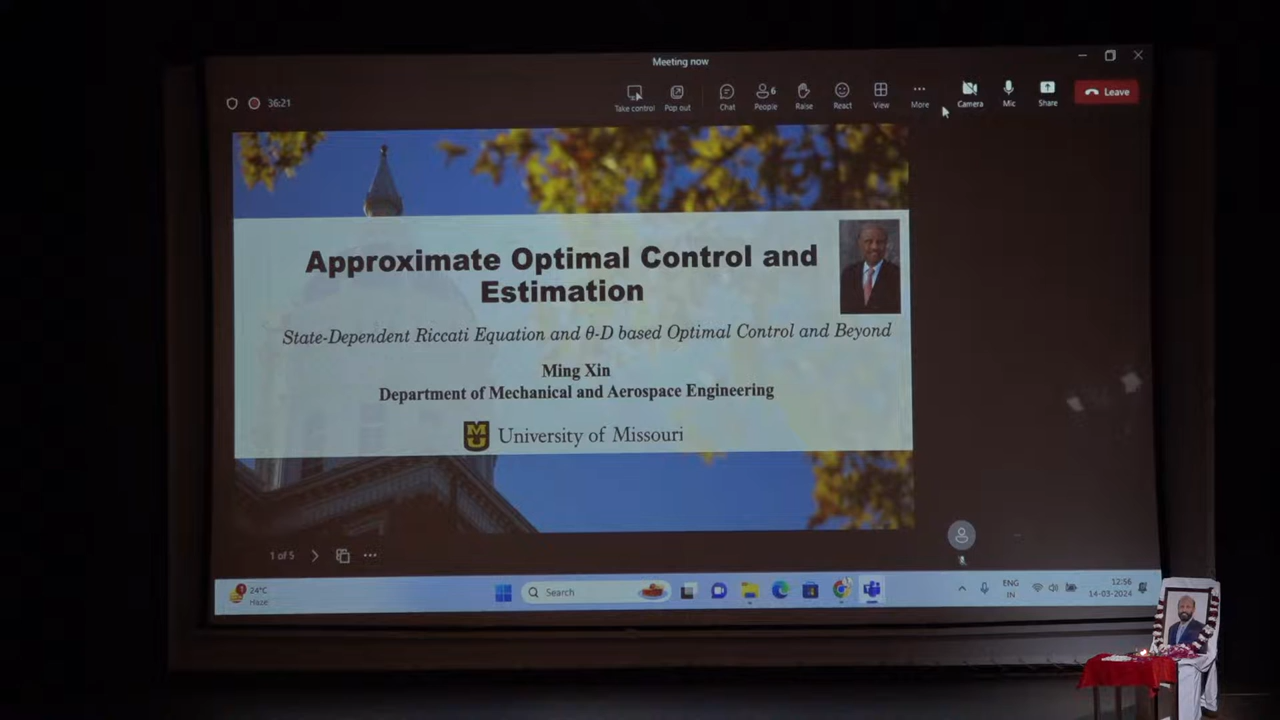 Meeting now
36:21
Take control
Pop out
Chat
People
6
Raise
React
View
More
Camera
Mic
Share
Leave
Approximate Optimal Control and
Estimation
State-Dependent Riccati Equation and θ-D based Optimal Control and Beyond
Ming Xin
Department of Mechanical and Aerospace Engineering
University of Missouri
1 of 5
1
24°C
Haze
Search
ENG
IN
12:56
14-03-2024